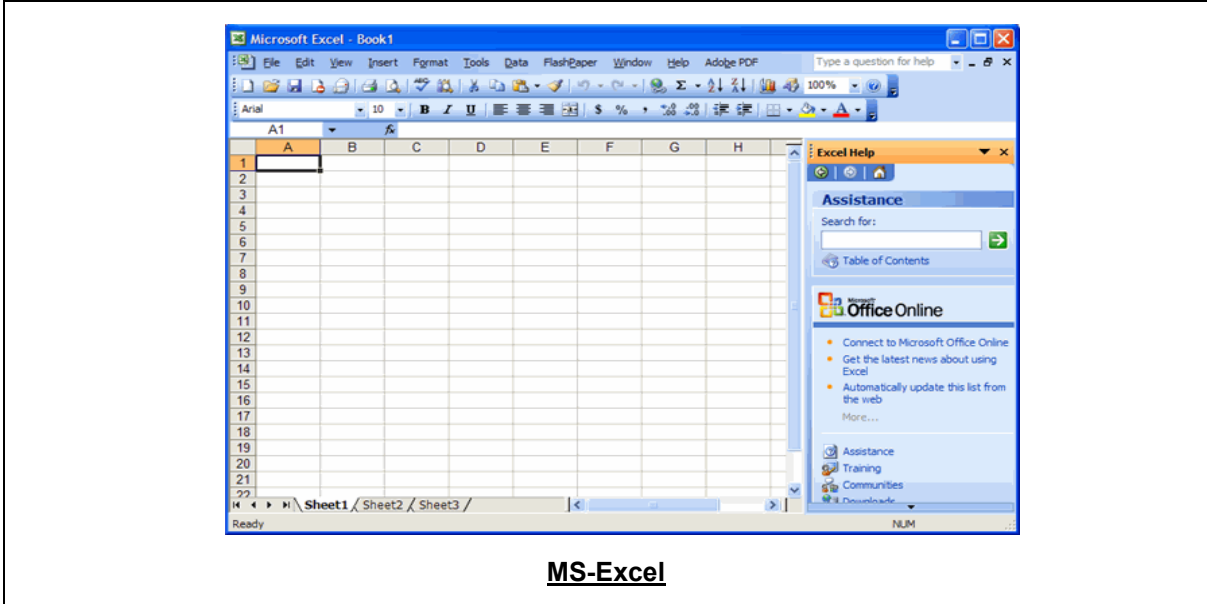 Microsoft Excel - Book1
File Edit View Insert Format Tools Data FlashPaper Window Help Adobe PDF Type a question for help
100%
Arial 10 B I U $ % , A
A1 fx
A B C D E F G H
1
2
3
4
5
6
7
8
9
10
11
12
13
14
15
16
17
18
19
20
21
22
Excel Help
Assistance
Search for:
Table of Contents
Microsoft
Office Online
Connect to Microsoft Office Online
Get the latest news about using
Excel
Automatically update this list from
the web
More...
Assistance
Training
Communities
Downloads
Sheet1 Sheet2 Sheet3
Ready NUM
MS-Excel